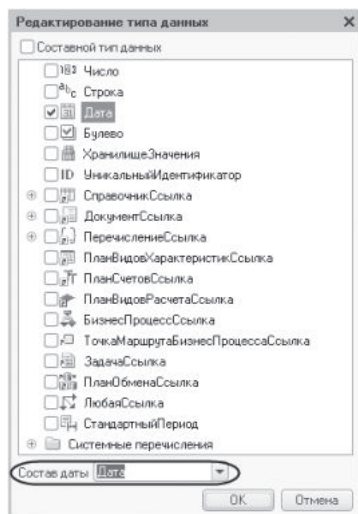 Редактирование типа данных
Составной тип данных
Число
Строка
Дата
Булево
ХранилищеЗначения
УникальныйИдентификатор
СправочникСсылка
ДокументСсылка
ПеречислениеСсылка
ПланВидовХарактеристикСсылка
ПланСчетовСсылка
ПланВидовРасчетаСсылка
БизнесПроцессСсылка
ТочкаМаршрутаБизнесПроцессаСсылка
ЗадачаСсылка
ПланОбменаСсылка
ЛюбаяСсылка
СтандартныйПериод
Системные перечисления
Состав даты Дата
OK Отмена